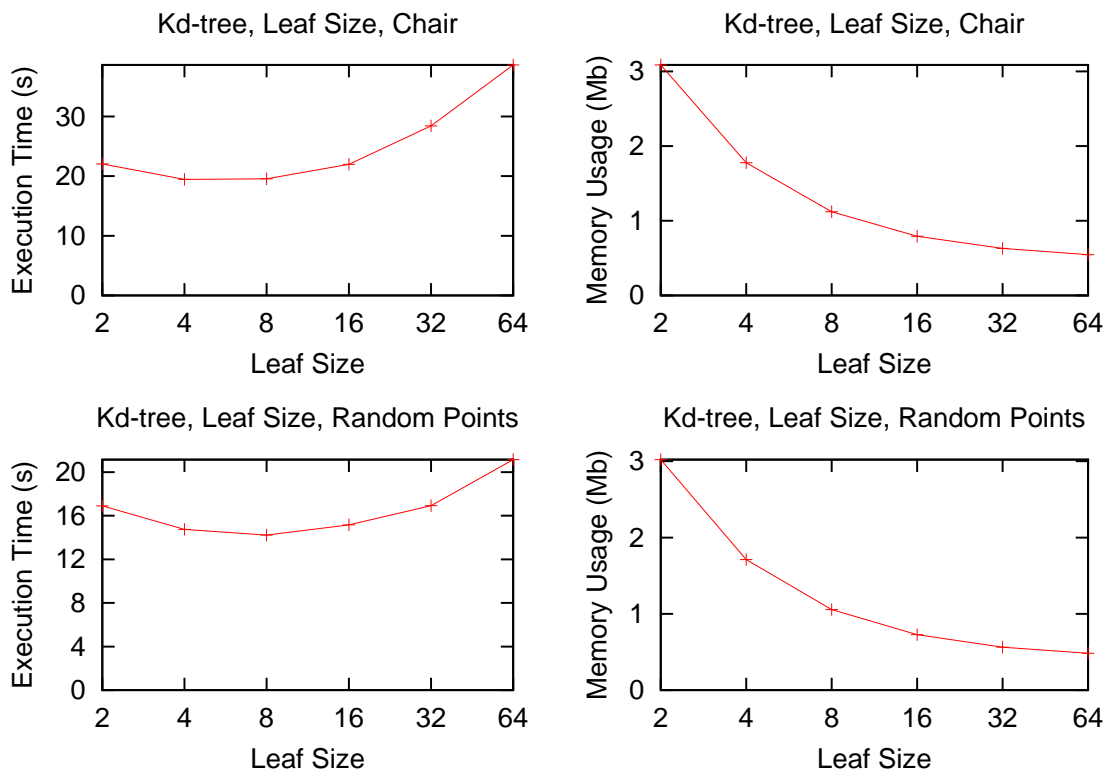 Kd-tree, Leaf Size, Chair
Execution Time (s)
30
20
10
0
2 4 8 16 32 64
Leaf Size
Kd-tree, Leaf Size, Chair
Memory Usage (Mb)
3
2
1
0
2 4 8 16 32 64
Leaf Size
Kd-tree, Leaf Size, Random Points
Execution Time (s)
20
16
12
8
4
0
2 4 8 16 32 64
Leaf Size
Kd-tree, Leaf Size, Random Points
Memory Usage (Mb)
3
2
1
0
2 4 8 16 32 64
Leaf Size